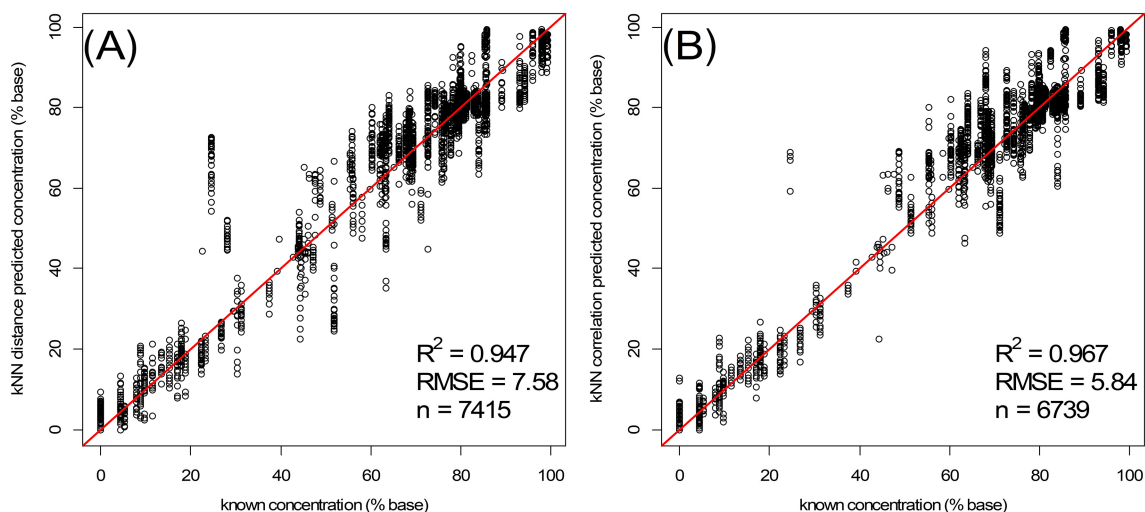 (A)
kNN distance predicted concentration (% base)
100
80
60
40
20
0
R² = 0.947
RMSE = 7.58
n = 7415
0 20 40 60 80 100
known concentration (% base)
(B)
kNN correlation predicted concentration (% base)
100
80
60
40
20
0
R² = 0.967
RMSE = 5.84
n = 6739
0 20 40 60 80 100
known concentration (% base)